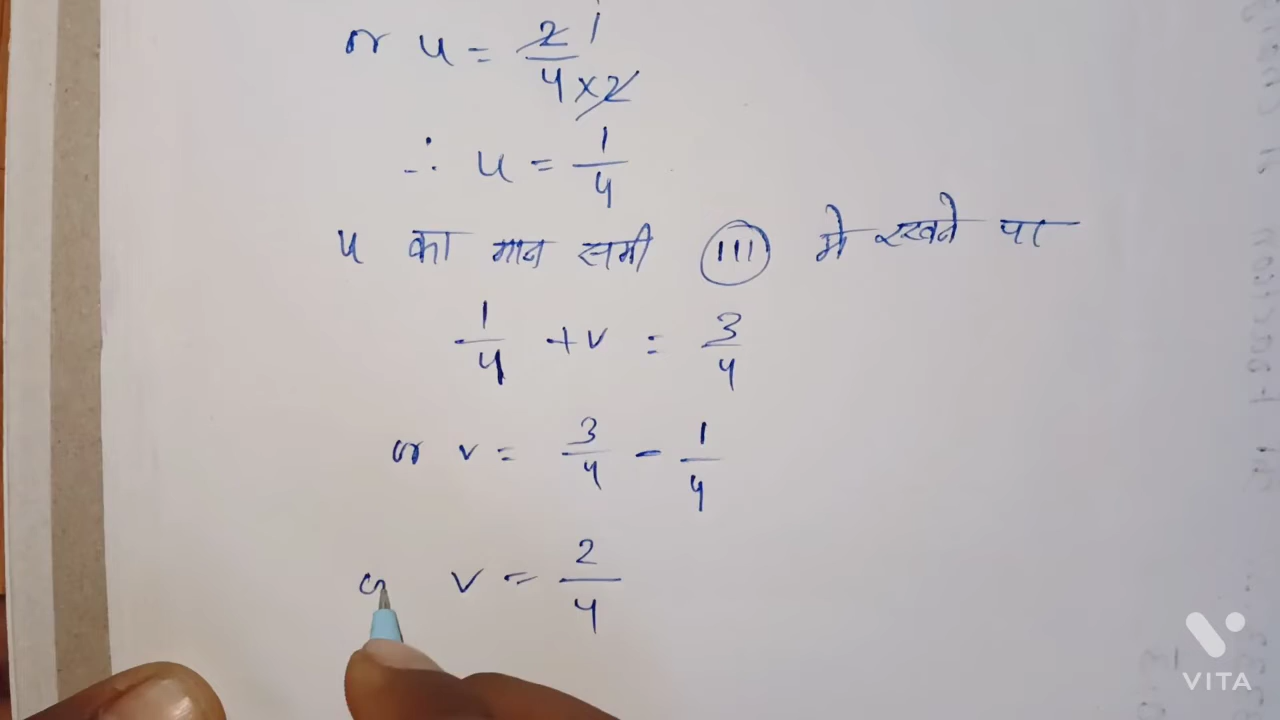 or u = 2/4×2 1
∴ u = 1/4
u का मान समी (III) मे रखने पर
1/4 + v = 3/4
or v = 3/4 - 1/4
v = 2/4
VITA